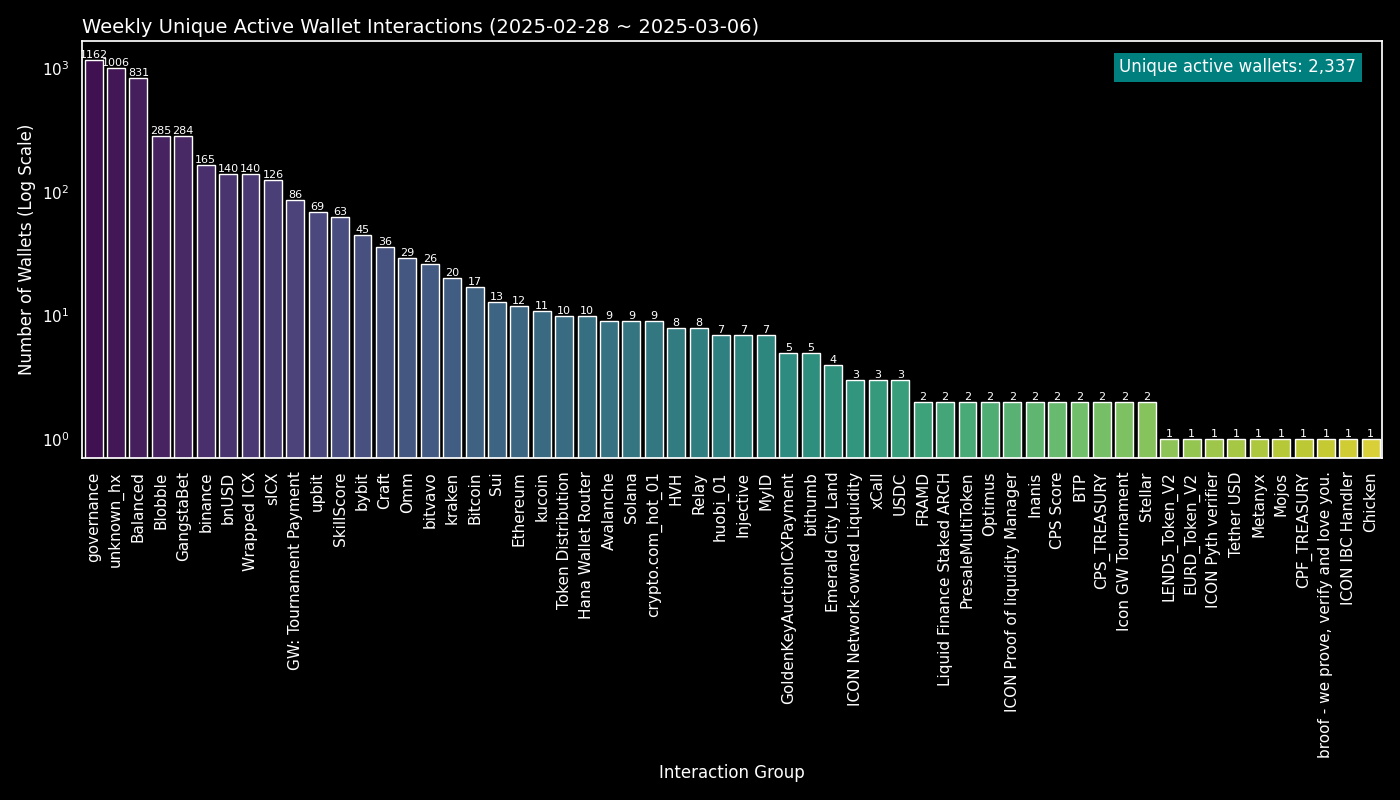 Weekly Unique Active Wallet Interactions (2025-02-28 ~ 2025-03-06)
Unique active wallets: 2,337
Number of Wallets (Log Scale)
10³
10²
10¹
10⁰
1162
1006
831
285
284
165
140
140
126
86
69
63
45
36
29
26
20
17
13
12
11
10
10
9
9
9
8
8
7
7
7
5
5
4
3
3
3
2
2
2
2
2
2
2
2
2
2
2
1
1
1
1
1
1
1
1
1
1
governance
unknown_hx
Balanced
Blobble
GangstaBet
binance
bnUSD
Wrapped ICX
sICX
GW: Tournament Payment
upbit
SkillScore
bybit
Craft
Omm
bitvavo
kraken
Bitcoin
Sui
Ethereum
kucoin
Token Distribution
Hana Wallet Router
Avalanche
Solana
crypto.com_hot_01
HVH
Relay
huobi_01
Injective
MyID
GoldenKeyAuctionICXPayment
bithumb
Emerald City Land
ICON Network-owned Liquidity
xCall
USDC
FRAMD
Liquid Finance Staked ARCH
PresaleMultiToken
Optimus
ICON Proof of liquidity Manager
Inanis
CPS Score
BTP
CPS_TREASURY
Icon GW Tournament
Stellar
LEND5_Token_V2
EURD_Token_V2
ICON Pyth verifier
Tether USD
Metanyx
Mojos
CPF_TREASURY
broof - we prove, verify and love you.
ICON IBC Handler
Chicken
Interaction Group